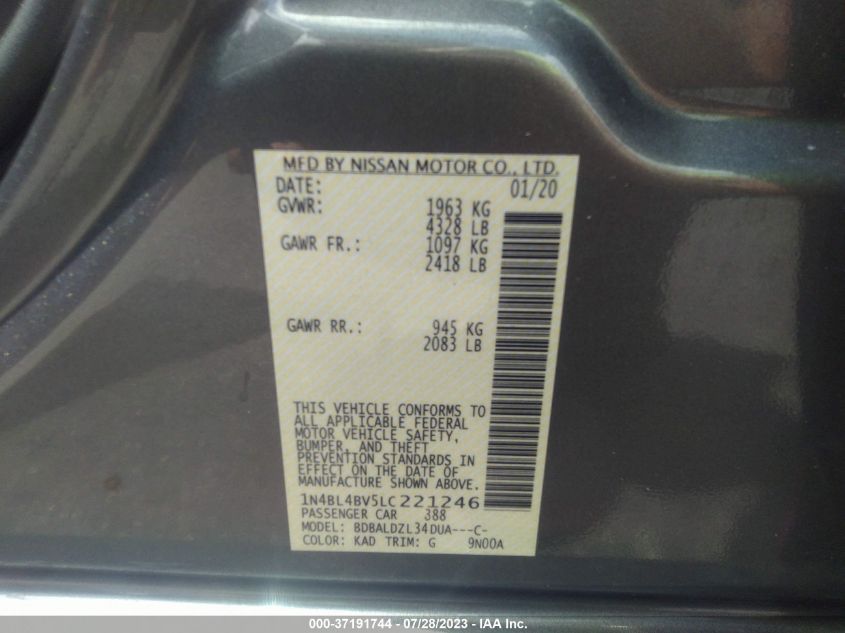 MFD BY NISSAN MOTOR CO., LTD.
DATE: 01/20
GVWR: 1963 KG
4328 LB
GAWR FR.: 1097 KG
2418 LB
GAWR RR.: 945 KG
2083 LB
THIS VEHICLE CONFORMS TO
ALL APPLICABLE FEDERAL
MOTOR VEHICLE SAFETY,
BUMPER, AND THEFT
PREVENTION STANDARDS IN
EFFECT ON THE DATE OF
MANUFACTURE SHOWN ABOVE.
1N4BL4BV5LC221246
PASSENGER CAR 388
MODEL: BDBALDZL34DUA---C-
COLOR: KAD TRIM: G 9N00A
000-37191744 - 07/28/2023 - © IAA Inc.